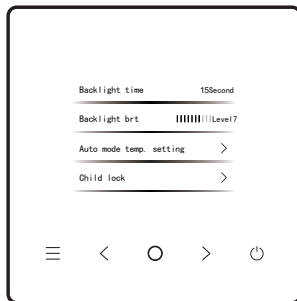 Backlight time 15Second
Backlight brt Level7
Auto mode temp. setting
Child lock